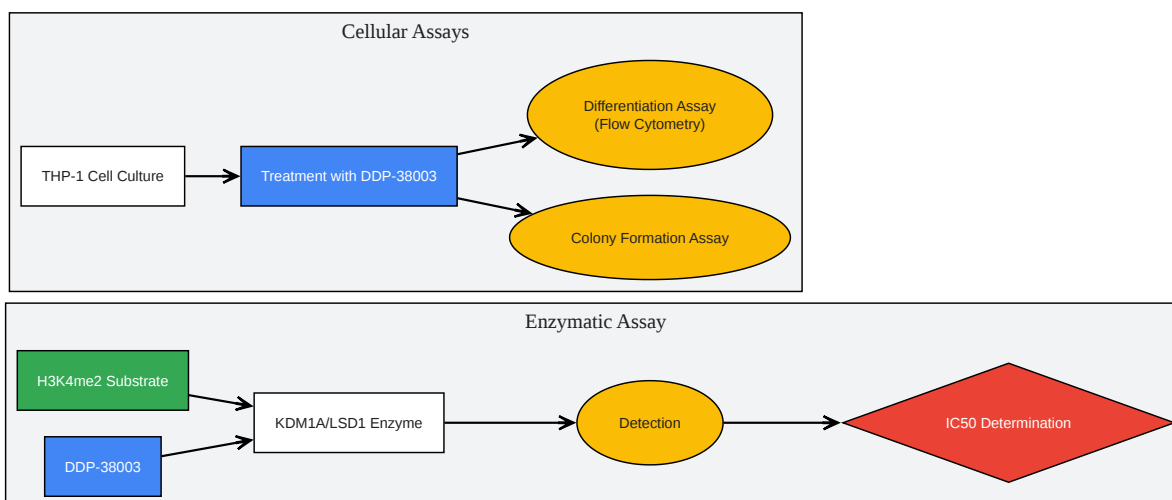 Cellular Assays
Differentiation Assay
(Flow Cytometry)
THP-1 Cell Culture
Treatment with DDP-38003
Colony Formation Assay
Enzymatic Assay
H3K4me2 Substrate
KDM1A/LSD1 Enzyme
Detection
IC50 Determination
DDP-38003